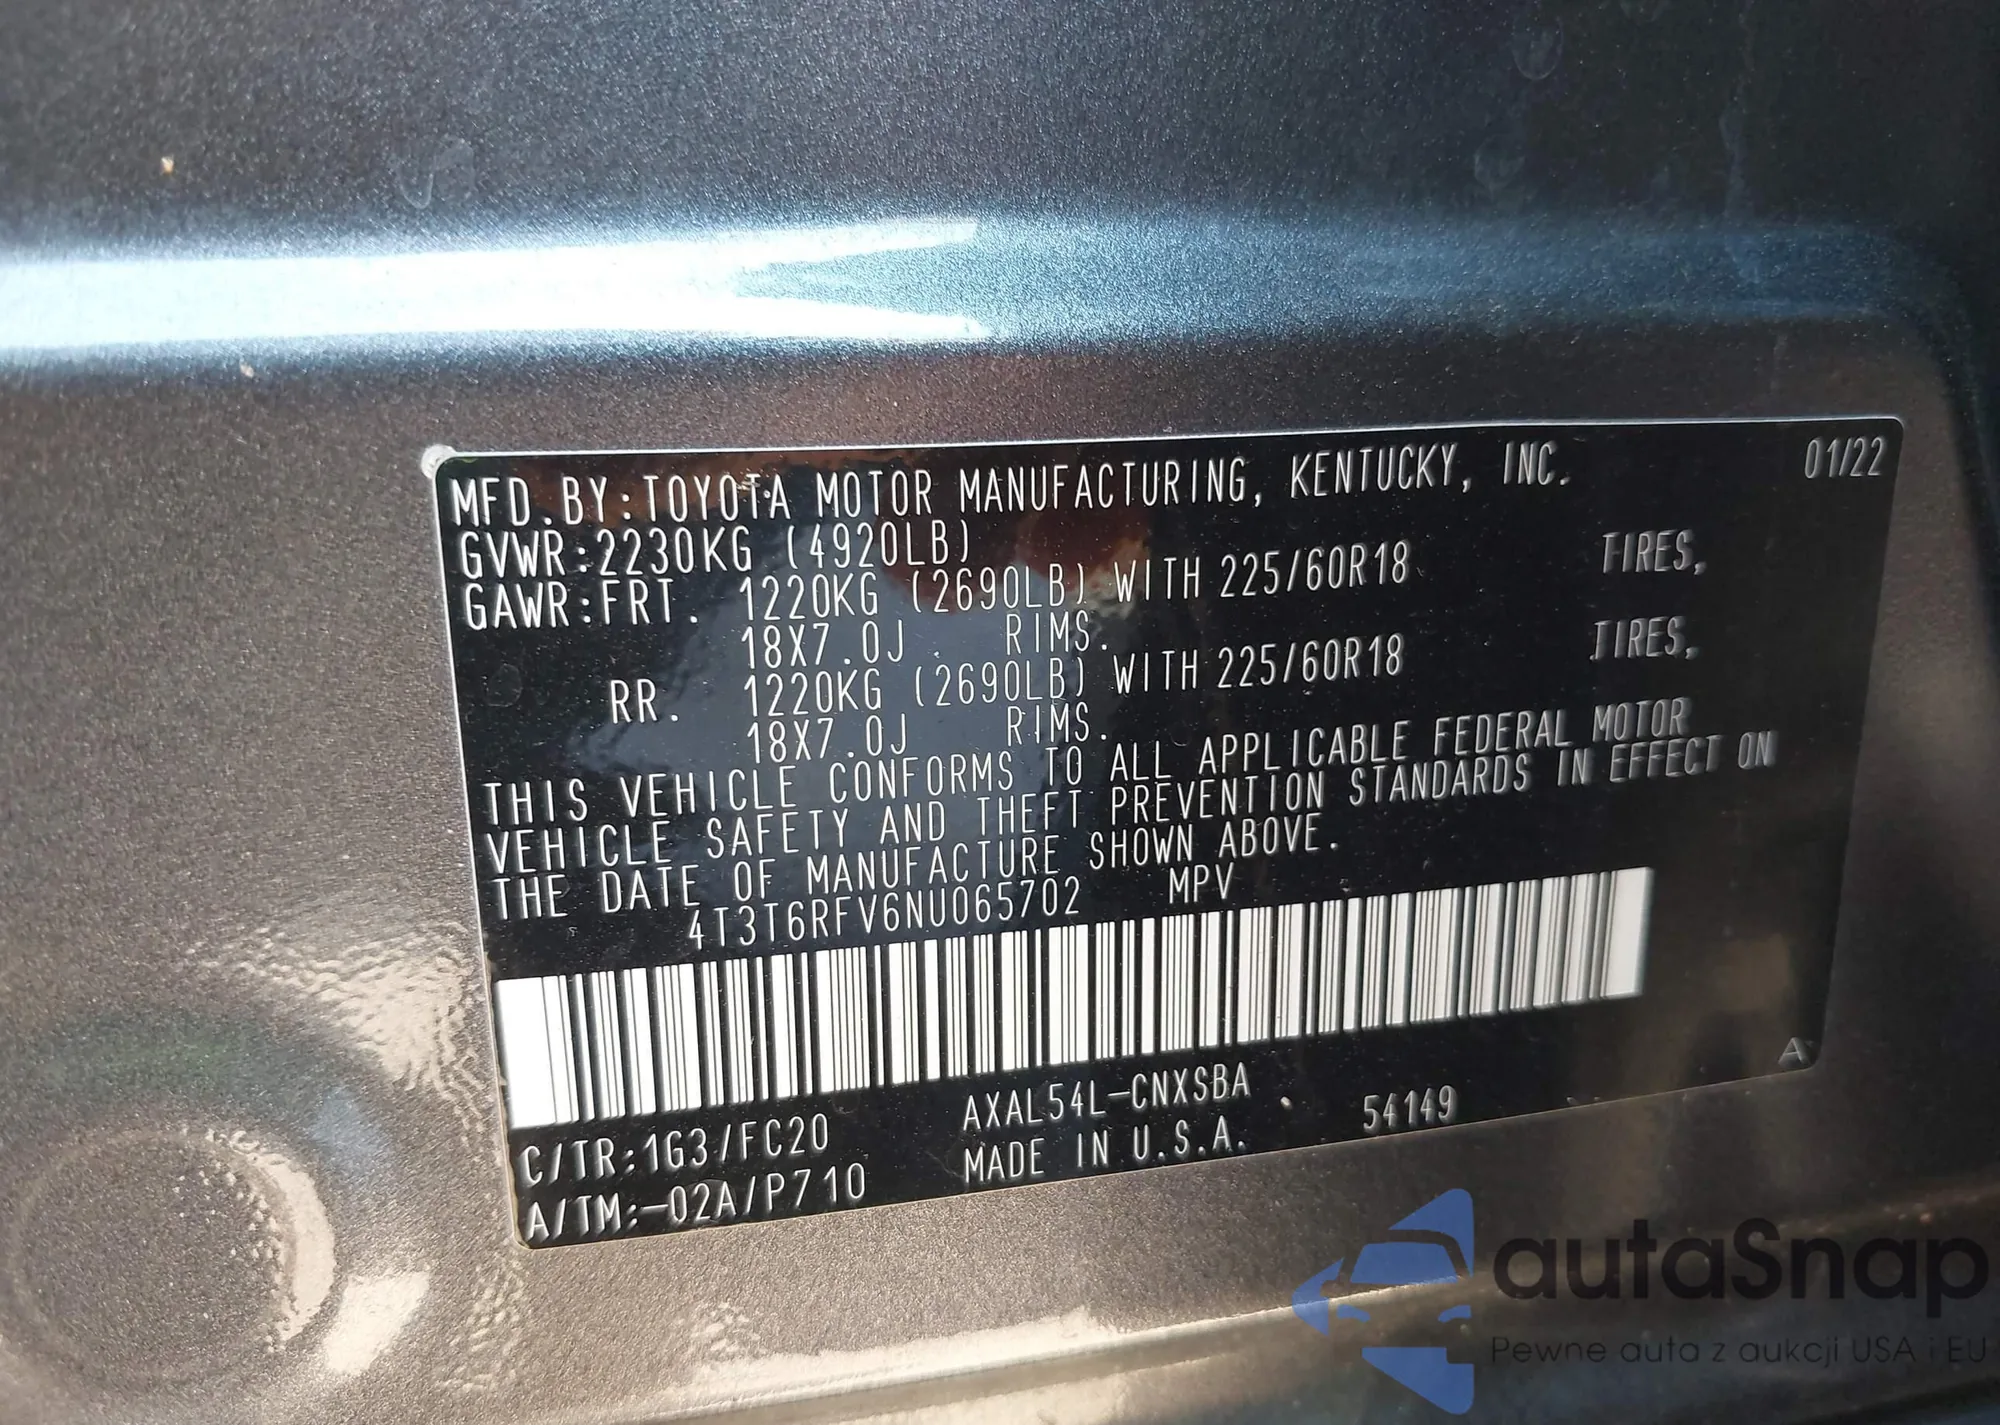 MFD.BY:TOYOTA MOTOR MANUFACTURING, KENTUCKY, INC. 01/22
GVWR:2230KG (4920LB)
GAWR:FRT. 1220KG (2690LB) WITH 225/60R18 TIRES,
18X7.0J RIMS.
RR. 1220KG (2690LB) WITH 225/60R18 TIRES,
18X7.0J RIMS.
THIS VEHICLE CONFORMS TO ALL APPLICABLE FEDERAL MOTOR
VEHICLE SAFETY AND THEFT PREVENTION STANDARDS IN EFFECT ON
THE DATE OF MANUFACTURE SHOWN ABOVE.
4T3T6RFV6NU065702 MPV
A
C/TR:1G3/FC20 AXAL54L-CNXSBA 54149
A/TM:-02A/P710 MADE IN U.S.A.
autaSnap
Pewne auta z aukcji USA i EU